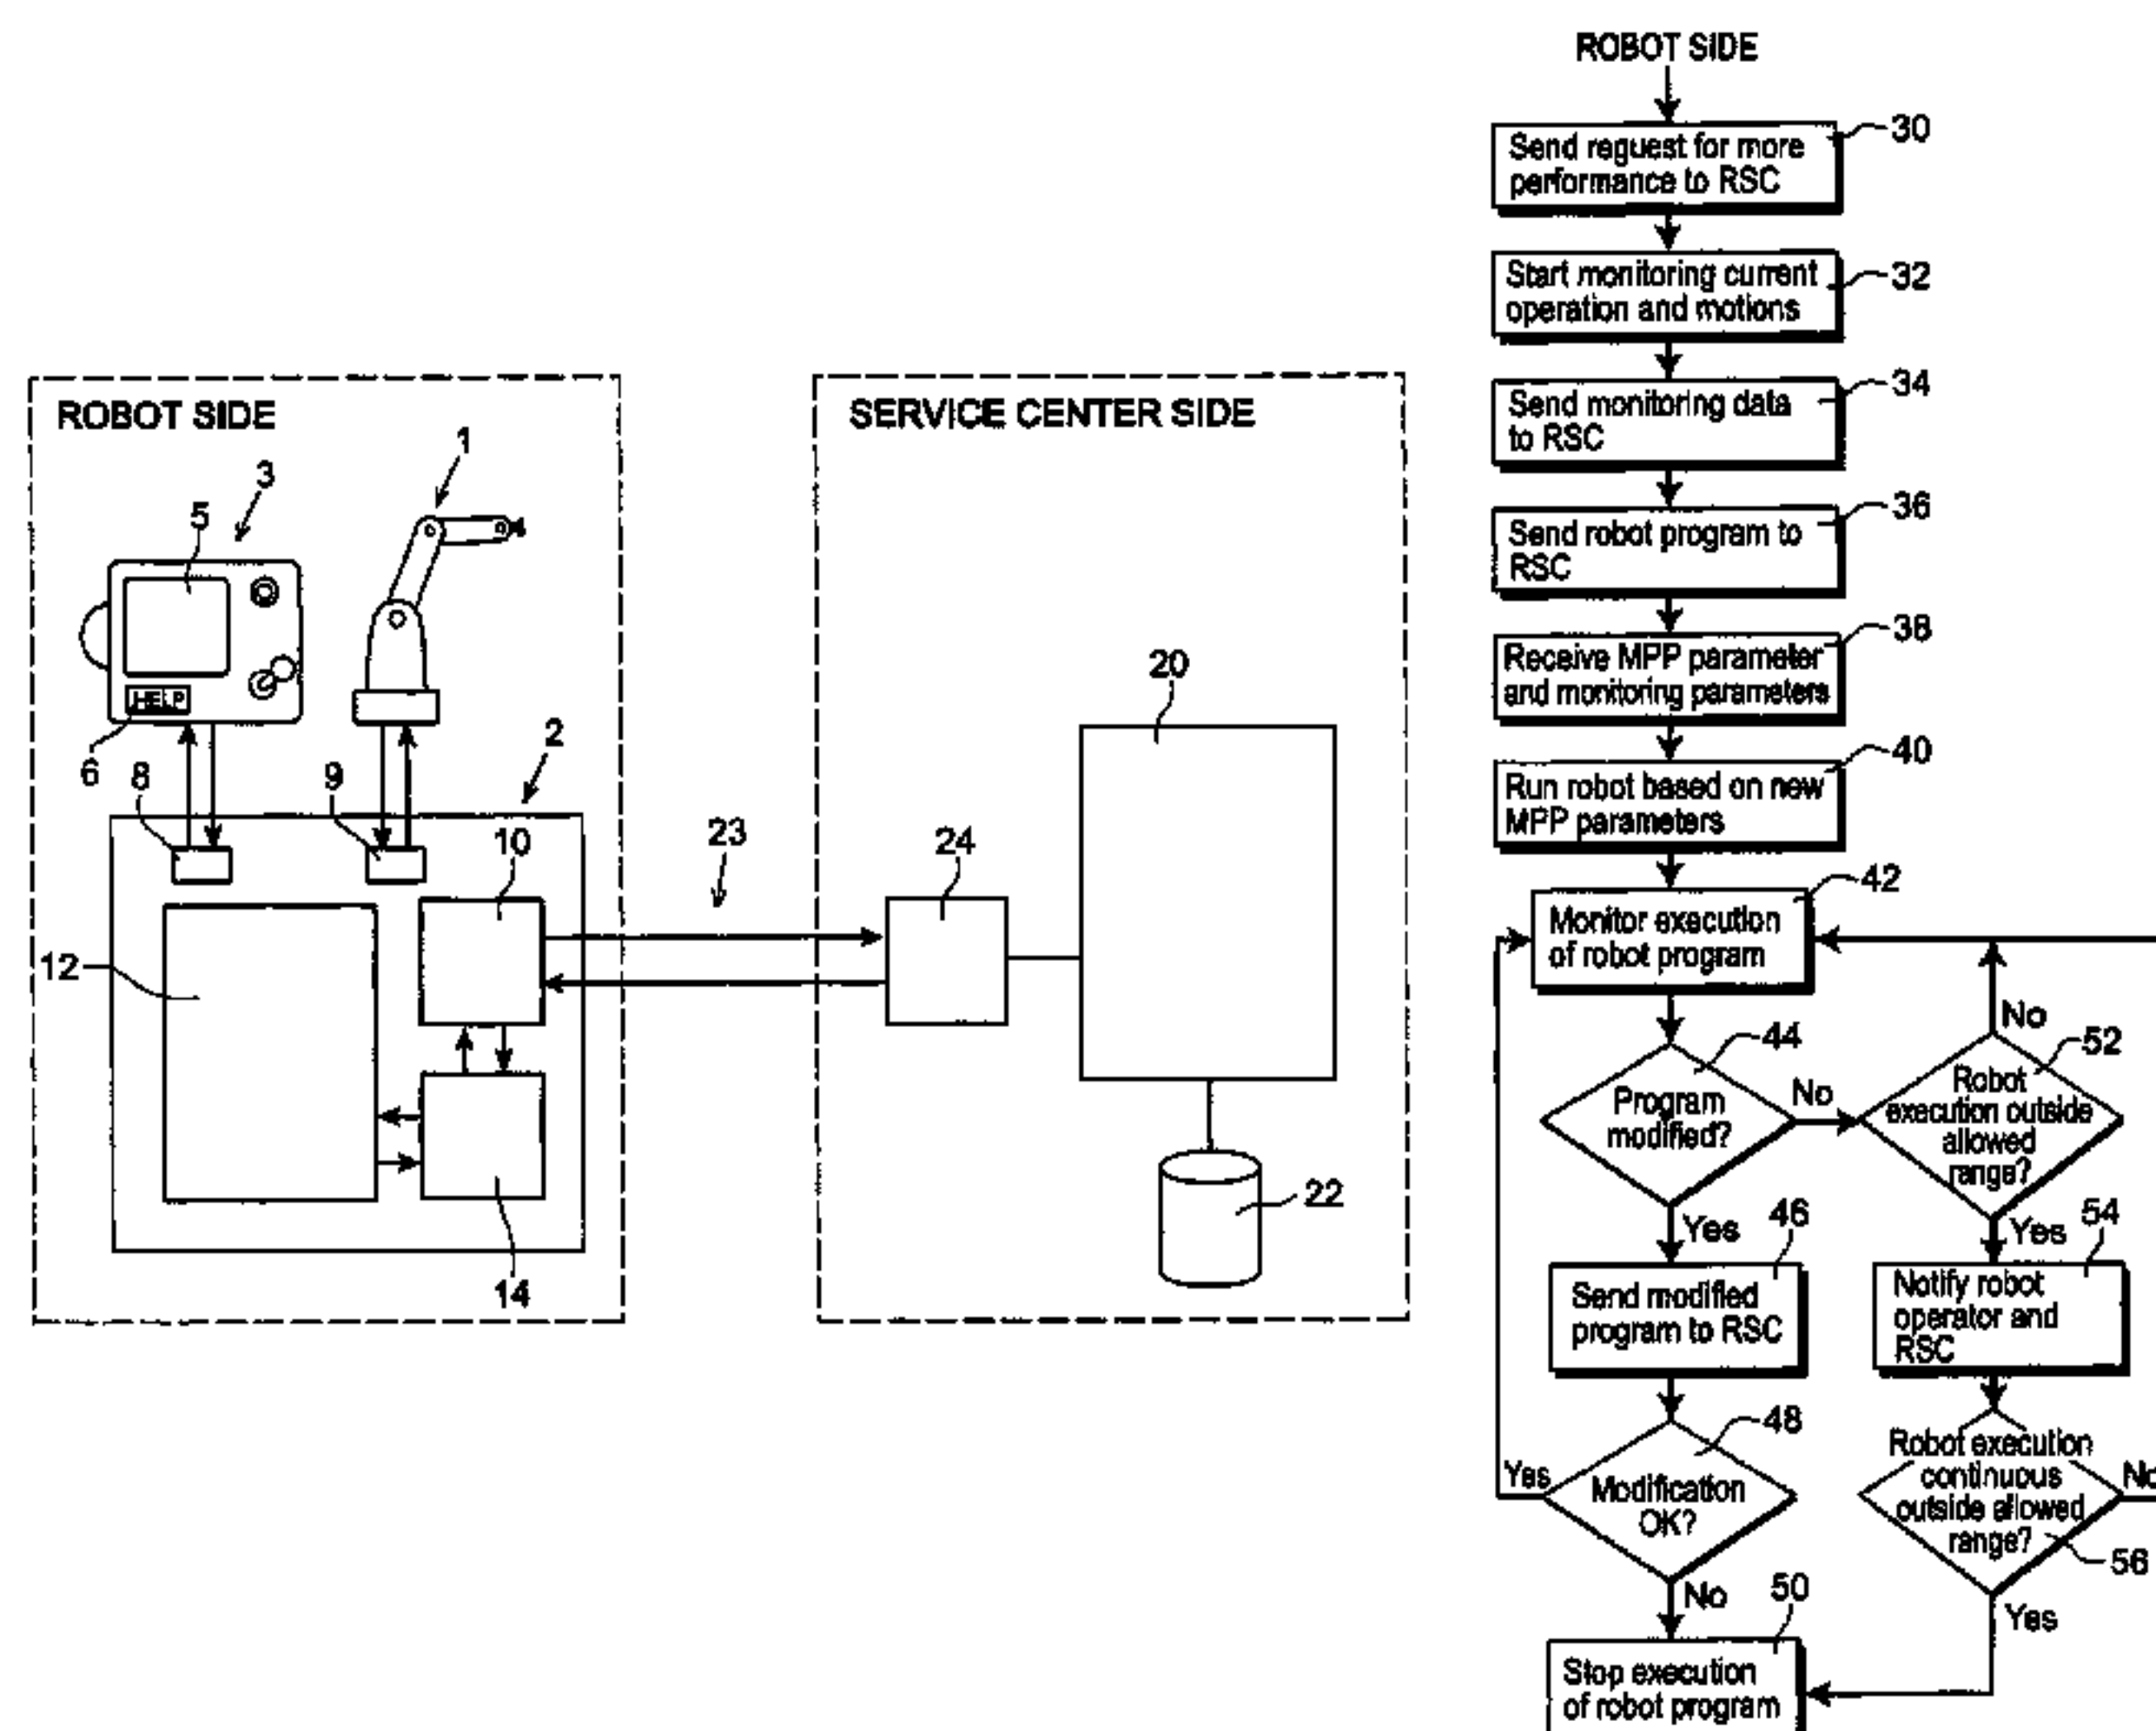 ROBOT SIDE
3
1
5
HELP
6
8
9
2
10
12
14
23
SERVICE CENTER SIDE
20
24
22
ROBOT SIDE
30
Send reguest for more
performance to RSC
32
Start monitoring current
operation and motions
34
Send monitoring data
to RSC
36
Send robot program to
RSC
38
Receive MPP parameter
and monitoring parameters
40
Run robot based on new
MPP parameters
42
Monitor execution
of robot program
44
Program
modified?
No
No
52
Robot
execution outside
allowed
range?
Yes
46
Send modified
program to RSC
Yes
54
Notify robot
operator and
RSC
48
Modification
OK?
Yes
No
Robot execution
continuous
outside allowed
range?
No
56
Yes
50
Stop execution
of robot program